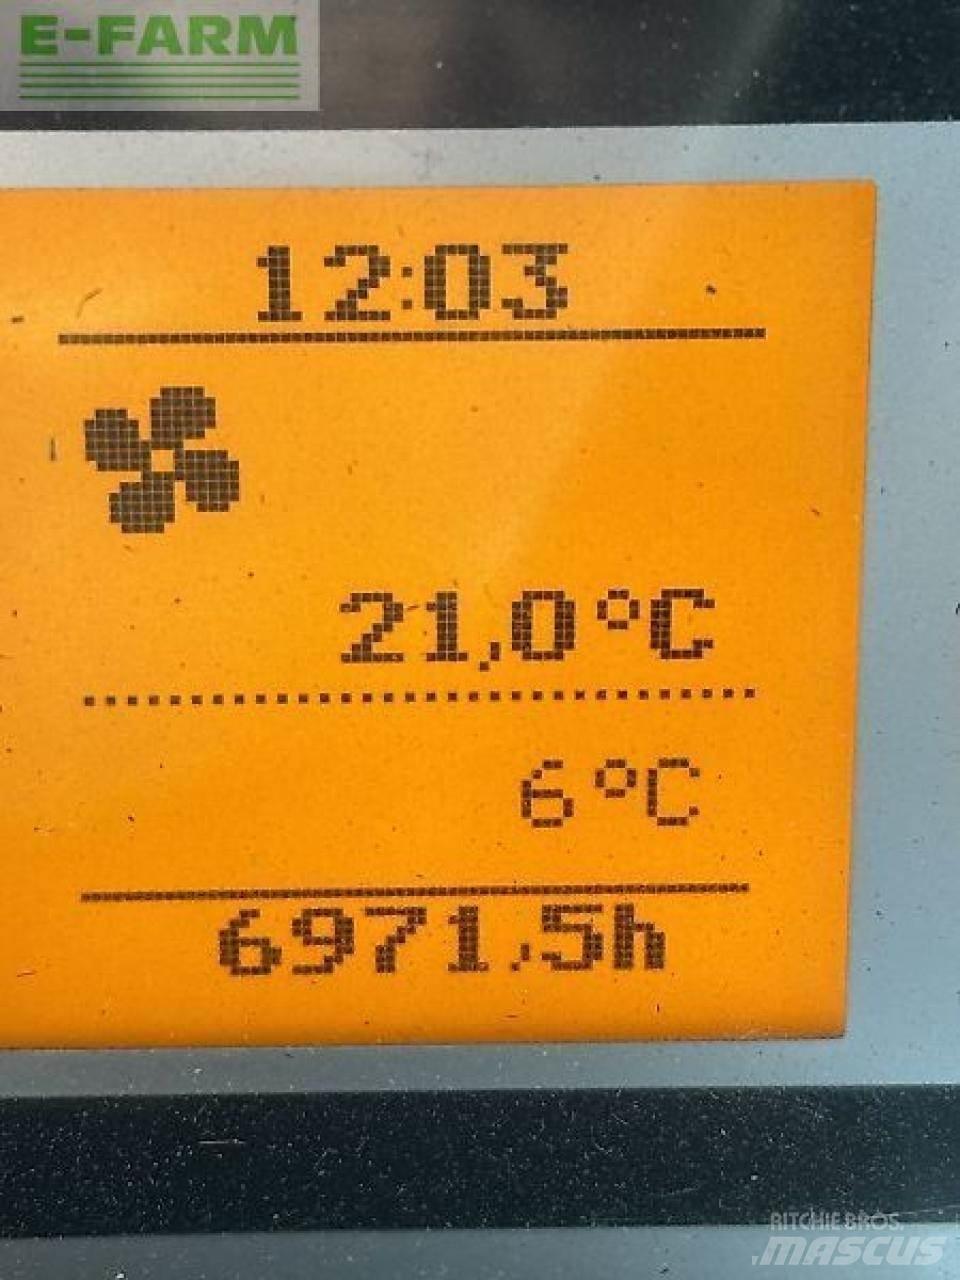 E-FARM
12:03
21,0°C
6°C
6971,5h
RITCHIE BROS.
MASCUS